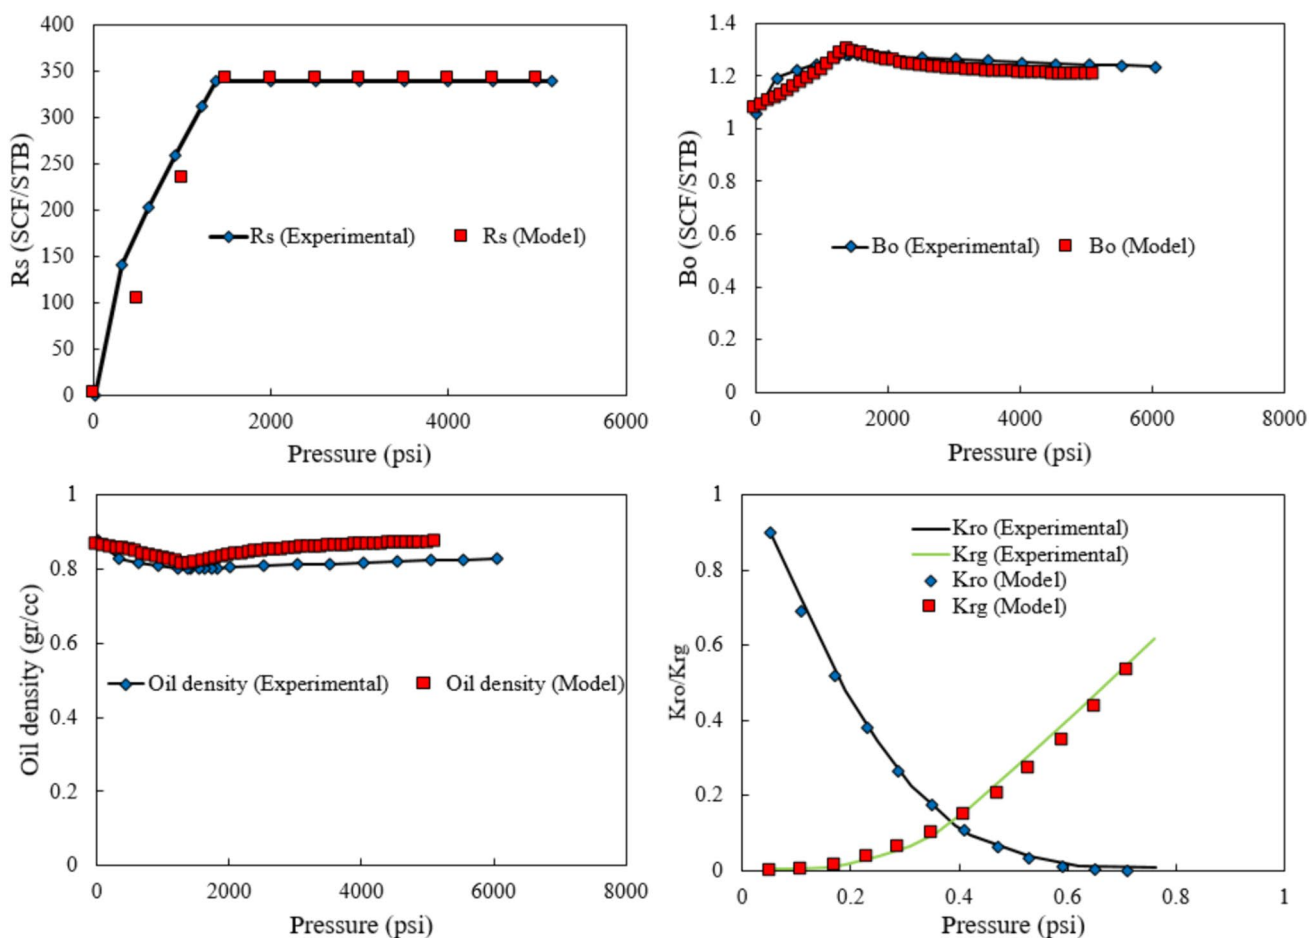 400
350
300
250
200
150
100
50
0
Rs (SCF/STB)
Rs (Experimental)
Rs (Model)
0
2000
4000
6000
Pressure (psi)
1.4
1.2
1
0.8
0.6
0.4
0.2
0
Bo (SCF/STB)
Bo (Experimental)
Bo (Model)
0
2000
4000
6000
8000
Pressure (psi)
1
0.8
0.6
0.4
0.2
0
Oil density (gr/cc)
Oil density (Experimental)
Oil density (Model)
0
2000
4000
6000
8000
Pressure (psi)
1
0.8
0.6
0.4
0.2
0
Kro/Krg
Kro (Experimental)
Krg (Experimental)
Kro (Model)
Krg (Model)
0
0.2
0.4
0.6
0.8
1
Pressure (psi)